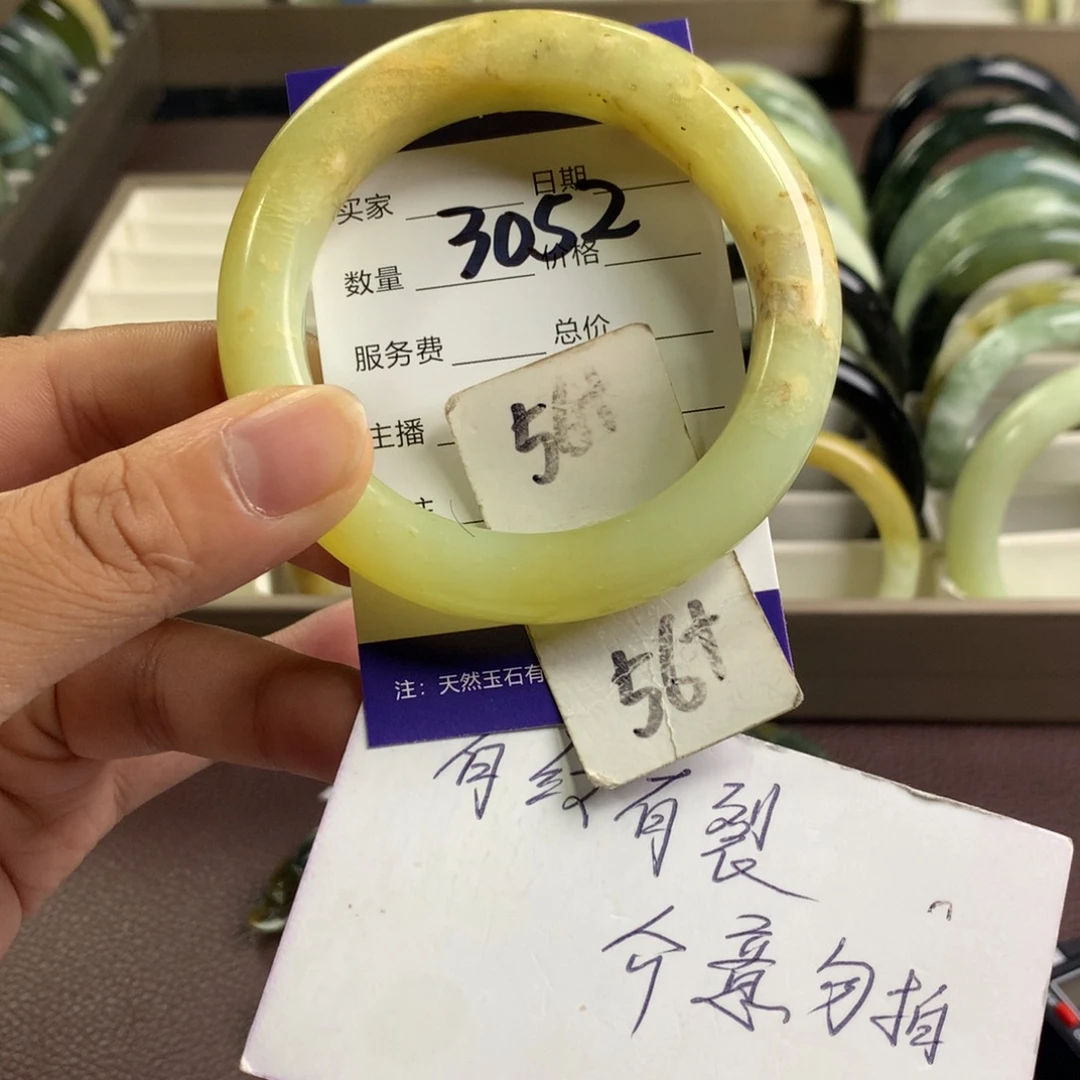 买家 日期
3052
数量 价格
服务费 总价
主播
56+
56+
注：天然玉石有
有纹有裂
介意勿拍